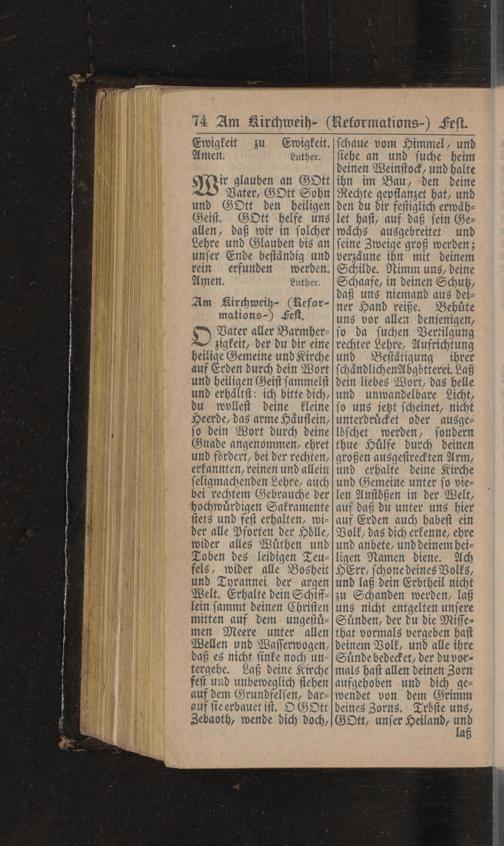 74 Am Kirchweih- (Reformations-) Fest.
Ewigkeit zu Ewigkeit.
Amen. Luther.
Wir glauben an GOtt
Vater, GOtt Sohn
und GOtt den heiligen
Geist. GOtt helfe uns
allen, daß wir in solcher
Lehre und Glauben bis an
unser Ende beständig und
rein erfunden werden.
Amen. Luther.
Am Kirchweih- (Refor-
mations-) Fest.
O Vater aller Barmher-
zigkeit, der du dir eine
heilige Gemeine und Kirche
auf Erden durch dein Wort
und heiligen Geist sammelst
und erhältst: ich bitte dich,
du wollest deine kleine
Heerde, das arme Häuflein,
so dein Wort durch deine
Gnade angenommen, ehret
und fördert, bei der rechten,
erkannten, reinen und allein
seligmachenden Lehre, auch
bei rechtem Gebrauche der
hochwürdigen Sakramente
stets und fest erhalten, wi-
der alle Pforten der Hölle,
wider alles Wüthen und
Toben des leidigen Teu-
fels, wider alle Bosheit
und Tyrannei der argen
Welt. Erhalte dein Schiff-
lein sammt deinen Christen
mitten auf dem ungestü-
men Meere unter allen
Wellen und Wasserwogen,
daß es nicht sinke noch un-
tergehe. Laß deine Kirche
fest und unbeweglich stehen
auf dem Grundfelsen, dar-
auf sie erbauet ist. O GOtt
Zebaoth, wende dich doch,
schaue vom Himmel, und
siehe an und suche heim
deinen Weinstock, und halte
ihn im Bau, den deine
Rechte gepflanzet hat, und
den du dir festiglich erwäh-
let hast, auf daß sein Ge-
wächs ausgebreitet und
seine Zweige groß werden;
verzäune ihn mit deinem
Schilde. Nimm uns, deine
Schaafe, in deinen Schutz,
daß uns niemand aus dei-
ner Hand reiße. Behüte
uns vor allen denjenigen,
so da suchen Vertilgung
rechter Lehre, Aufrichtung
und Bestätigung ihrer
schändlichen Abgötterei. Laß
dein liebes Wort, das helle
und unwandelbare Licht,
so uns jetzt scheinet, nicht
unterdrücket oder ausge-
löschet werden, sondern
thue Hülfe durch deinen
großen ausgestreckten Arm,
und erhalte deine Kirche
und Gemeine unter so vie-
len Anstößen in der Welt,
auf daß du unter uns hier
auf Erden auch habest ein
Volk, das dich erkenne, ehre
und anbete, und deinem hei-
ligen Namen diene. Ach
HErr, schone deines Volks,
und laß dein Erbtheil nicht
zu Schanden werden, laß
uns nicht entgelten unsere
Sünden, der du die Misse-
that vormals vergeben hast
deinem Volk, und alle ihre
Sünde bedecket, der du vor-
mals hast allen deinen Zorn
aufgehoben und dich ge-
wendet von dem Grimm
deines Zorns. Tröste uns,
GOtt, unser Heiland, und
laß